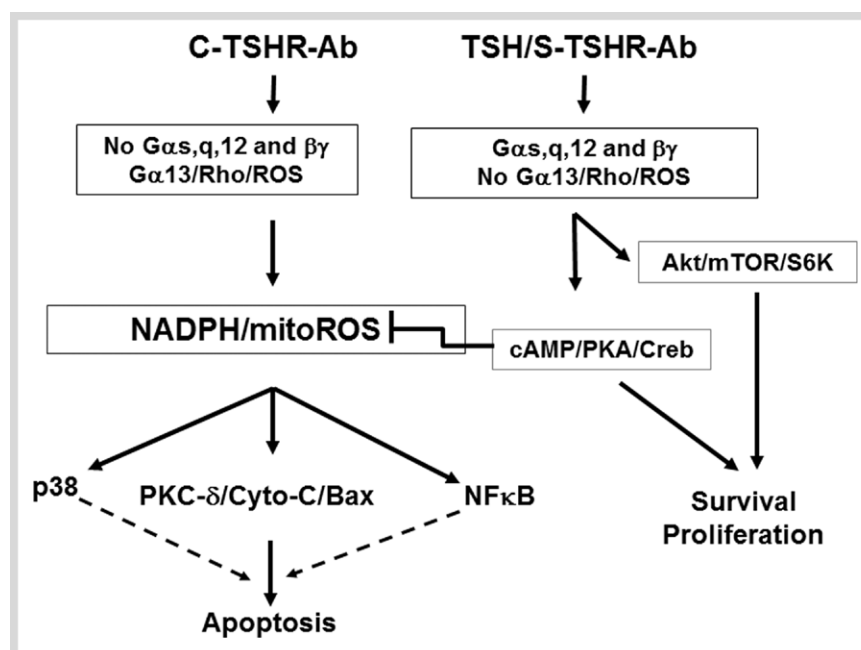 C-TSHR-Ab
TSH/S-TSHR-Ab
No Gαs,q,12 and βγ
Gα13/Rho/ROS
Gαs,q,12 and βγ
No Gα13/Rho/ROS
Akt/mTOR/S6K
NADPH/mitoROS
cAMP/PKA/Creb
p38
PKC-δ/Cyto-C/Bax
NFκB
Survival
Proliferation
Apoptosis